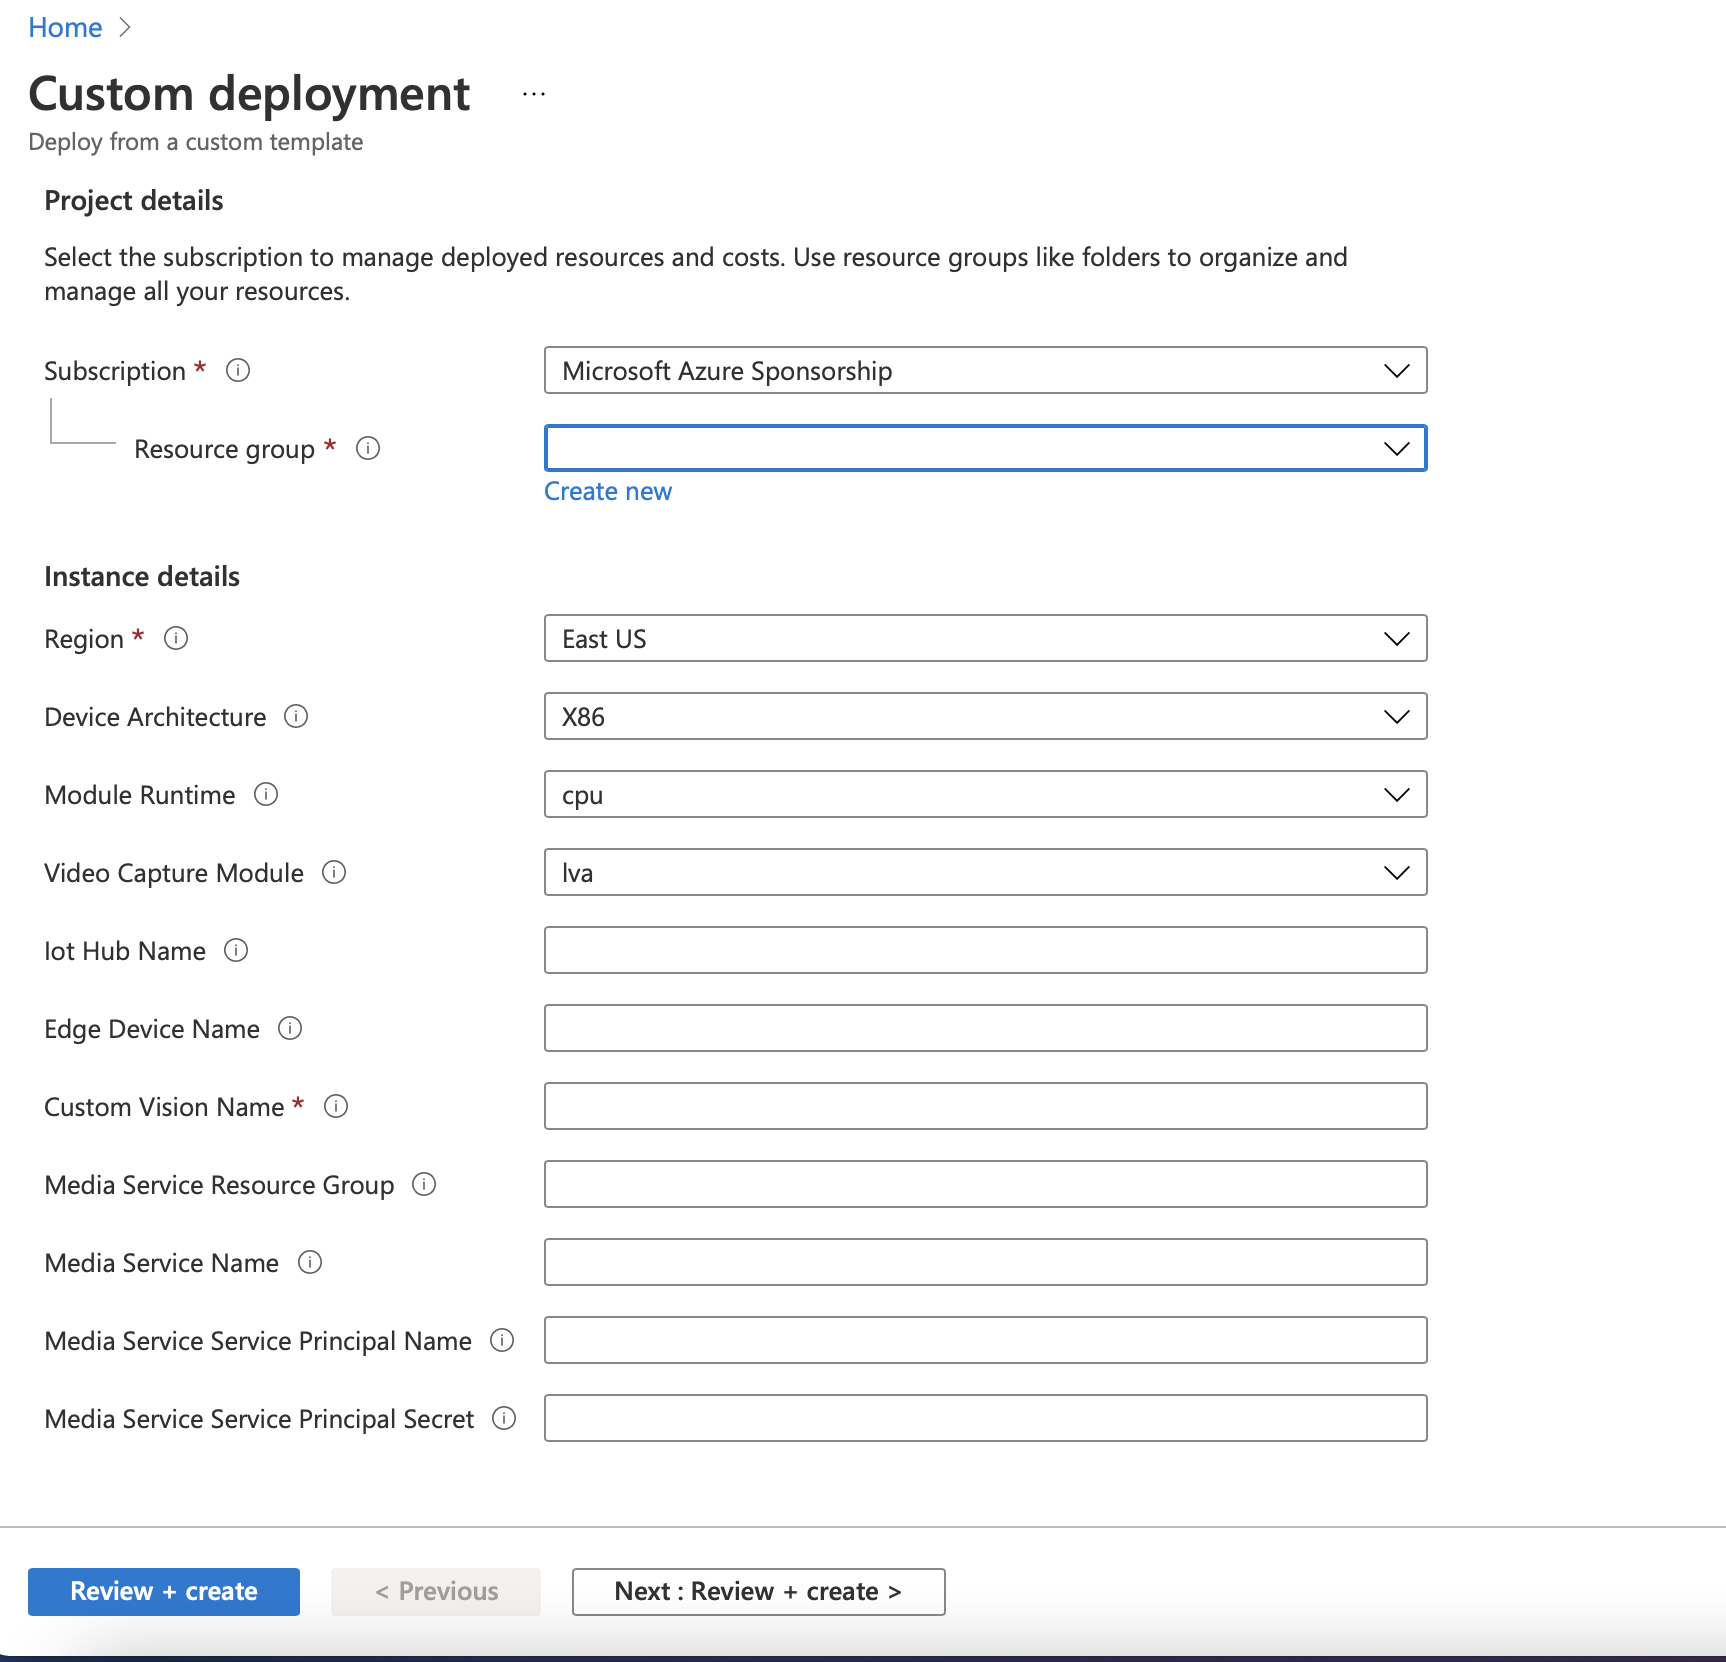 Home >
Custom deployment ...
Deploy from a custom template
Project details
Select the subscription to manage deployed resources and costs. Use resource groups like folders to organize and
manage all your resources.
Subscription * Microsoft Azure Sponsorship
Resource group *
Create new
Instance details
Region * East US
Device Architecture X86
Module Runtime cpu
Video Capture Module lva
Iot Hub Name
Edge Device Name
Custom Vision Name *
Media Service Resource Group
Media Service Name
Media Service Service Principal Name
Media Service Service Principal Secret
Review + create < Previous Next : Review + create >